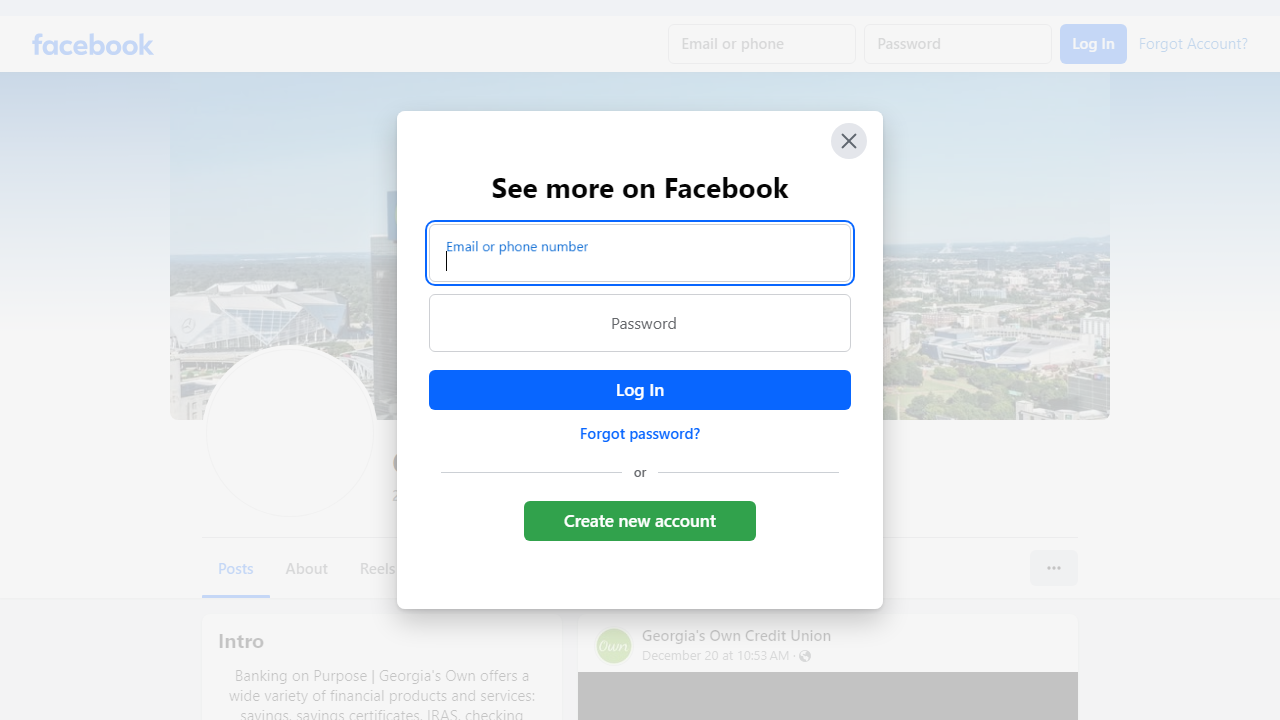 facebook
Email or phone
Password
Log In
Forgot Account?
See more on Facebook
Email or phone number
Password
Log In
Forgot password?
or
Create new account
Posts
About
Reels
Intro
Banking on Purpose | Georgia's Own offers a
wide variety of financial products and services:
savings, savings certificates, IRAS, checking
Own
Georgia's Own Credit Union
December 20 at 10:53 AM ·